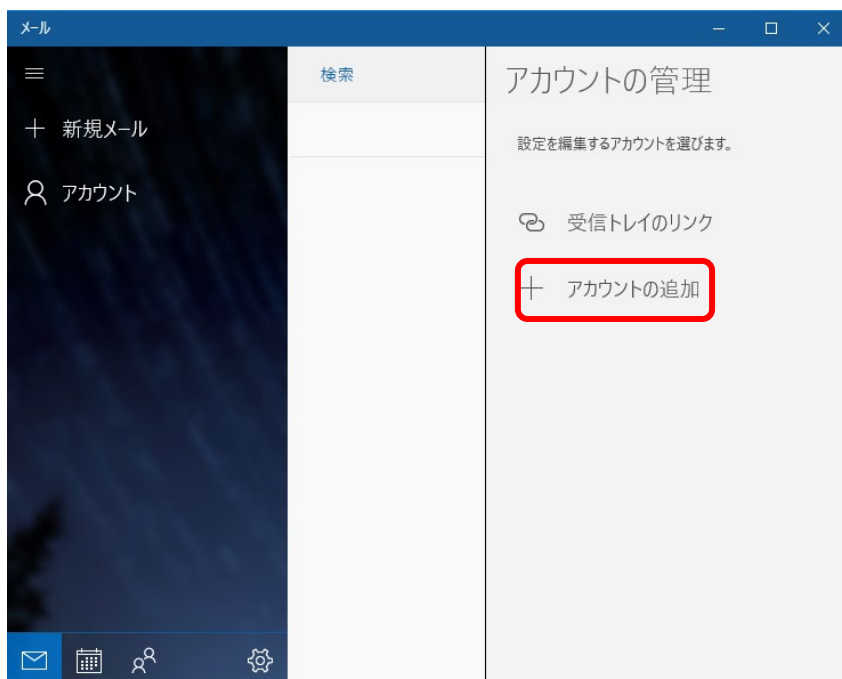 メール
新規メール
アカウント
検索
アカウントの管理
設定を編集するアカウントを選びます。
受信トレイのリンク
アカウントの追加